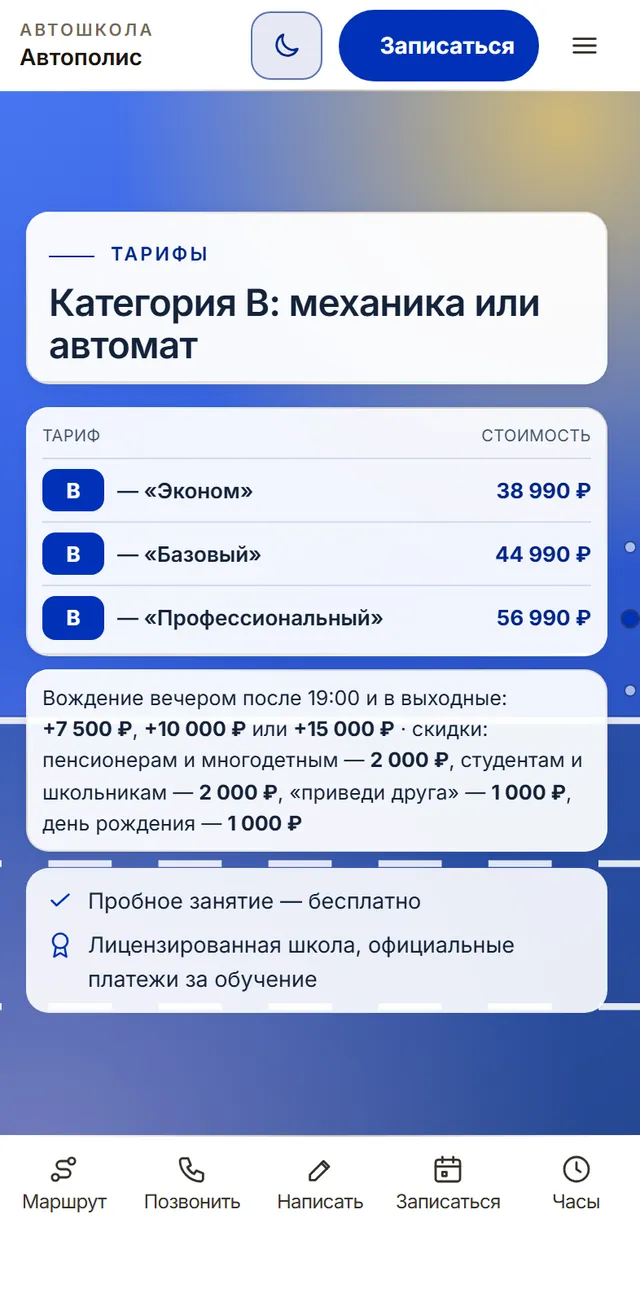 АВТОШКОЛА
Автополис
Записаться
ТАРИФЫ
Категория B: механика или
автомат
ТАРИФ СТОИМОСТЬ
B — «Эконом» 38 990 ₽
B — «Базовый» 44 990 ₽
B — «Профессиональный» 56 990 ₽
Вождение вечером после 19:00 и в выходные:
+7 500 ₽, +10 000 ₽ или +15 000 ₽ · скидки:
пенсионерам и многодетным — 2 000 ₽, студентам и
школьникам — 2 000 ₽, «приведи друга» — 1 000 ₽,
день рождения — 1 000 ₽
Пробное занятие — бесплатно
Лицензированная школа, официальные
платежи за обучение
Маршрут Позвонить Написать Записаться Часы